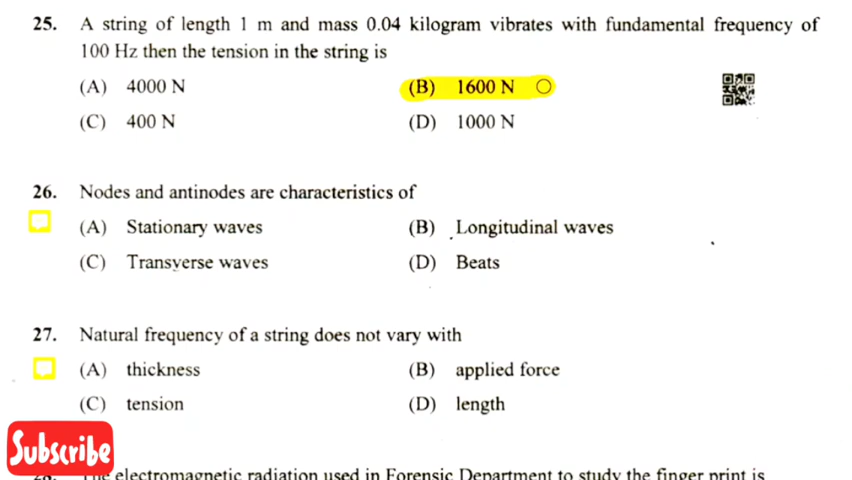 25. A string of length 1 m and mass 0.04 kilogram vibrates with fundamental frequency of
100 Hz then the tension in the string is
(A) 4000 N (B) 1600 N
(C) 400 N (D) 1000 N
26. Nodes and antinodes are characteristics of
(A) Stationary waves (B) Longitudinal waves
(C) Transverse waves (D) Beats
27. Natural frequency of a string does not vary with
(A) thickness (B) applied force
(C) tension (D) length
Subscribe
28. The electromagnetic radiation used in Forensic Department to study the finger print is